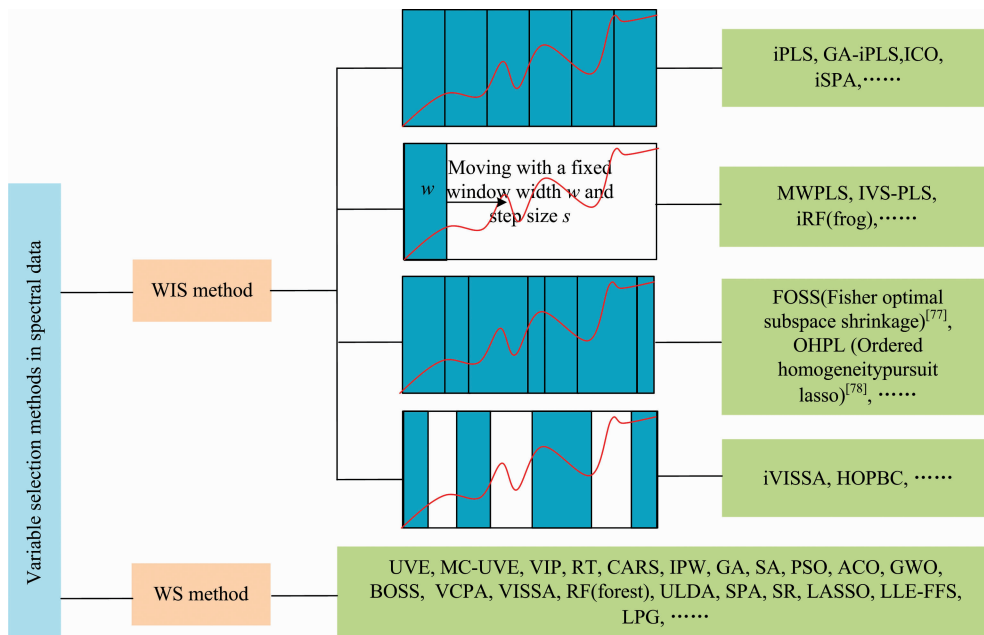 Variable selection methods in spectral data
WIS method
iPLS, GA-iPLS,ICO,
iSPA,⋯⋯
w
Moving with a fixed
window width w and
step size s
MWPLS, IVS-PLS,
iRF(frog),⋯⋯
FOSS(Fisher optimal
subspace shrinkage)[77],
OHPL (Ordered
homogeneitypursuit
lasso)[78], ⋯⋯
iVISSA, HOPBC, ⋯⋯
WS method
UVE, MC-UVE, VIP, RT, CARS, IPW, GA, SA, PSO, ACO, GWO,
BOSS, VCPA, VISSA, RF(forest), ULDA, SPA, SR, LASSO, LLE-FFS,
LPG, ⋯⋯